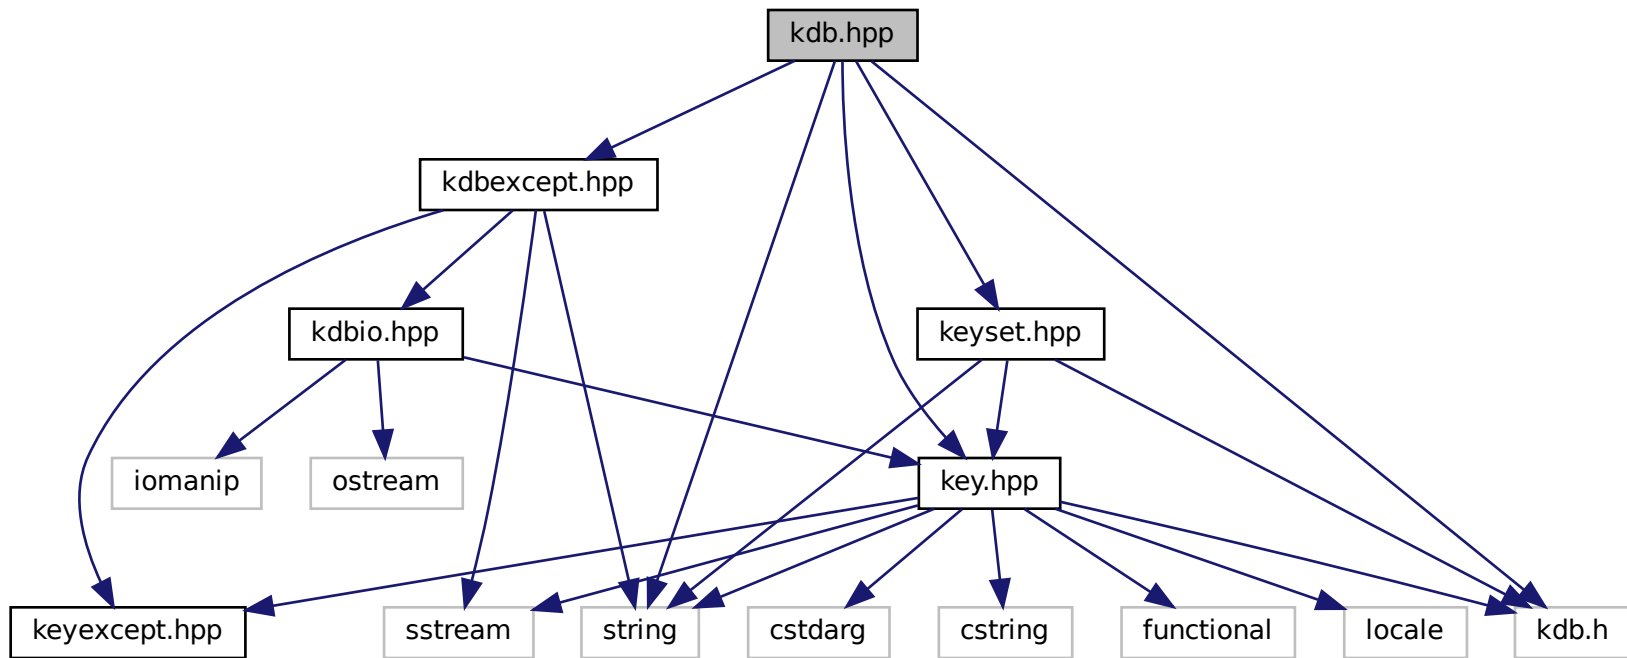 kdb.hpp
kdbexcept.hpp
kdbio.hpp
keyset.hpp
iomanip
ostream
key.hpp
keyexcept.hpp
sstream
string
cstdarg
cstring
functional
locale
kdb.h